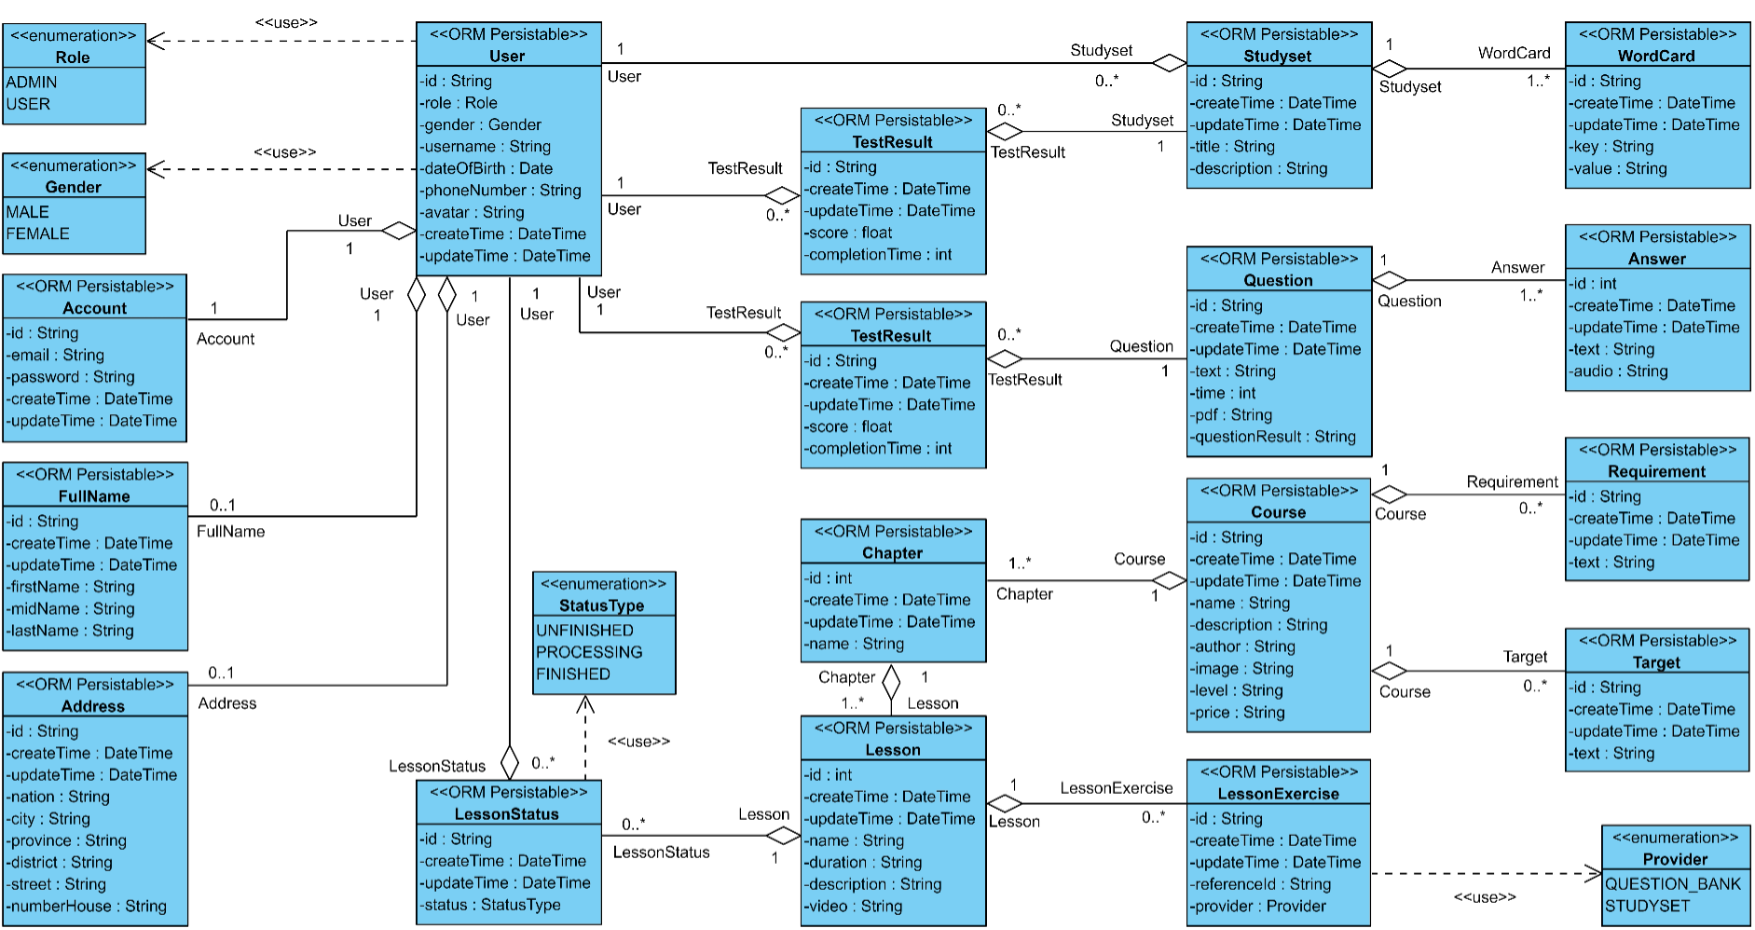 <<enumeration>>
Role
ADMIN
USER
<<use>>
<<enumeration>>
Gender
MALE
FEMALE
<<use>>
<<ORM Persistable>>
User
-id : String
-role : Role
-gender : Gender
-username : String
-dateOfBirth : Date
-phoneNumber : String
-avatar : String
-createTime : DateTime
-updateTime : DateTime
User
1
1
Account
<<ORM Persistable>>
Account
-id : String
-email : String
-password : String
-createTime : DateTime
-updateTime : DateTime
User
1
0..1
FullName
<<ORM Persistable>>
FullName
-id : String
-createTime : DateTime
-updateTime : DateTime
-firstName : String
-midName : String
-lastName : String
1
User
0..1
Address
<<ORM Persistable>>
Address
-id : String
-createTime : DateTime
-updateTime : DateTime
-nation : String
-city : String
-province : String
-district : String
-street : String
-numberHouse : String
1
User
Studyset
0..*
<<ORM Persistable>>
Studyset
-id : String
-createTime : DateTime
-updateTime : DateTime
-title : String
-description : String
1
Studyset
WordCard
1..*
<<ORM Persistable>>
WordCard
-id : String
-createTime : DateTime
-updateTime : DateTime
-key : String
-value : String
1
User
TestResult
0..*
<<ORM Persistable>>
TestResult
-id : String
-createTime : DateTime
-updateTime : DateTime
-score : float
-completionTime : int
0..*
TestResult
Studyset
1
User
1
TestResult
0..*
<<ORM Persistable>>
TestResult
-id : String
-createTime : DateTime
-updateTime : DateTime
-score : float
-completionTime : int
0..*
TestResult
Question
1
<<ORM Persistable>>
Question
-id : String
-createTime : DateTime
-updateTime : DateTime
-text : String
-time : int
-pdf : String
-questionResult : String
1
Question
Answer
1..*
<<ORM Persistable>>
Answer
-id : int
-createTime : DateTime
-updateTime : DateTime
-text : String
-audio : String
1
User
LessonStatus
0..*
<<enumeration>>
StatusType
UNFINISHED
PROCESSING
FINISHED
<<use>>
<<ORM Persistable>>
LessonStatus
-id : String
-createTime : DateTime
-updateTime : DateTime
-status : StatusType
0..*
LessonStatus
Lesson
1
<<ORM Persistable>>
Chapter
-id : int
-createTime : DateTime
-updateTime : DateTime
-name : String
1..*
Chapter
Course
1
Chapter
1
1..*
Lesson
<<ORM Persistable>>
Lesson
-id : int
-createTime : DateTime
-updateTime : DateTime
-name : String
-duration : String
-description : String
-video : String
<<ORM Persistable>>
Course
-id : String
-createTime : DateTime
-updateTime : DateTime
-name : String
-description : String
-author : String
-image : String
-level : String
-price : String
1
Course
Requirement
0..*
<<ORM Persistable>>
Requirement
-id : String
-createTime : DateTime
-updateTime : DateTime
-text : String
1
Course
Target
0..*
<<ORM Persistable>>
Target
-id : String
-createTime : DateTime
-updateTime : DateTime
-text : String
1
Lesson
LessonExercise
0..*
<<ORM Persistable>>
LessonExercise
-id : String
-createTime : DateTime
-updateTime : DateTime
-referenceId : String
-provider : Provider
<<use>>
<<enumeration>>
Provider
QUESTION_BANK
STUDYSET